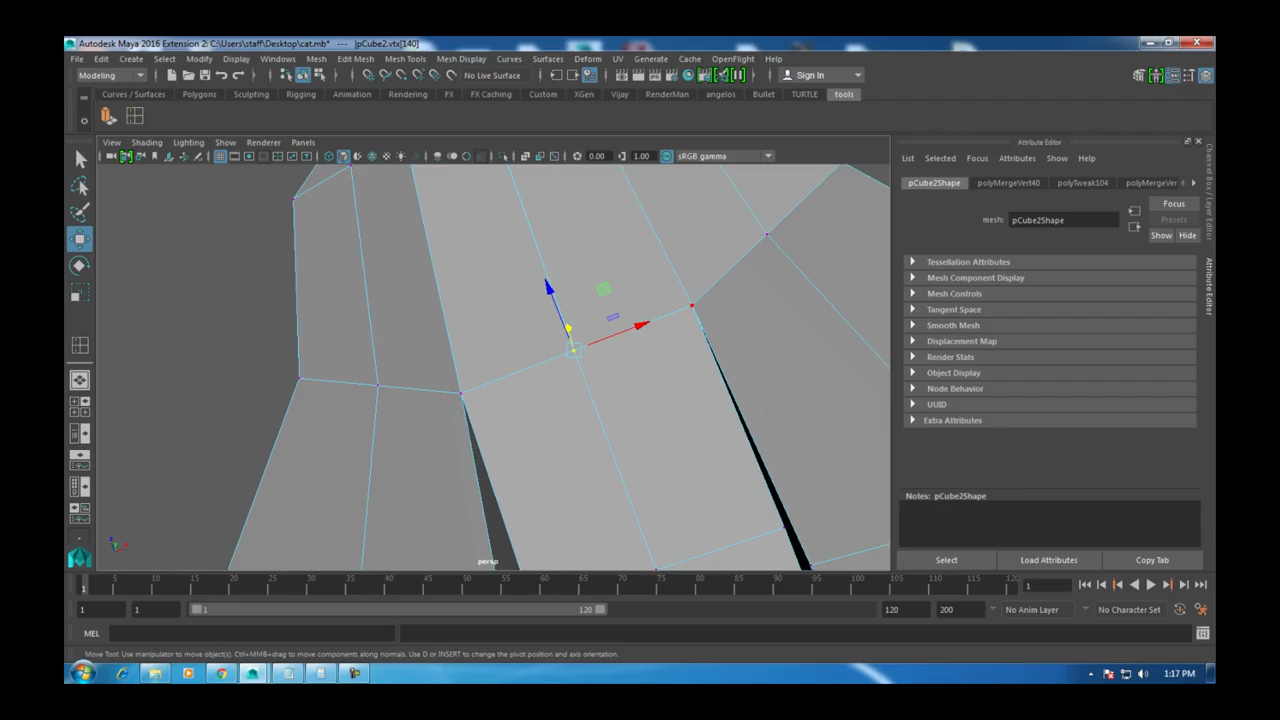 Autodesk Maya 2016 Extension 2: C:\Users\staff\Desktop\cat.mb* --- |pCube2.vtx[140]
File Edit Create Select Modify Display Windows Mesh Edit Mesh Mesh Tools Mesh Display Curves Surfaces Deform UV Generate Cache OpenFlight Help
Modeling No Live Surface Sign In
Curves / Surfaces Polygons Sculpting Rigging Animation Rendering FX FX Caching Custom XGen Vijay RenderMan angelos Bullet TURTLE tools
View Shading Lighting Show Renderer Panels
0.00 1.00 sRGB gamma
Attribute Editor
List Selected Focus Attributes Show Help
pCube2Shape polyMergeVert40 polyTweak104 polyMergeVer
mesh: pCube2Shape
Focus
Presets
Show Hide
Tessellation Attributes
Mesh Component Display
Mesh Controls
Tangent Space
Smooth Mesh
Displacement Map
Render Stats
Object Display
Node Behavior
UUID
Extra Attributes
Notes: pCube2Shape
Select Load Attributes Copy Tab
Channel Box / Layer Editor
Attribute Editor
persp
5 10 15 20 25 30 35 40 45 50 55 60 65 70 75 80 85 90 95 100 105 110 115 120
1 1
1 1 1 120 120 200 No Anim Layer No Character Set
MEL
Move Tool: Use manipulator to move object(s). Ctrl+MMB+drag to move components along normals. Use D or INSERT to change the pivot position and axis orientation.
1:17 PM